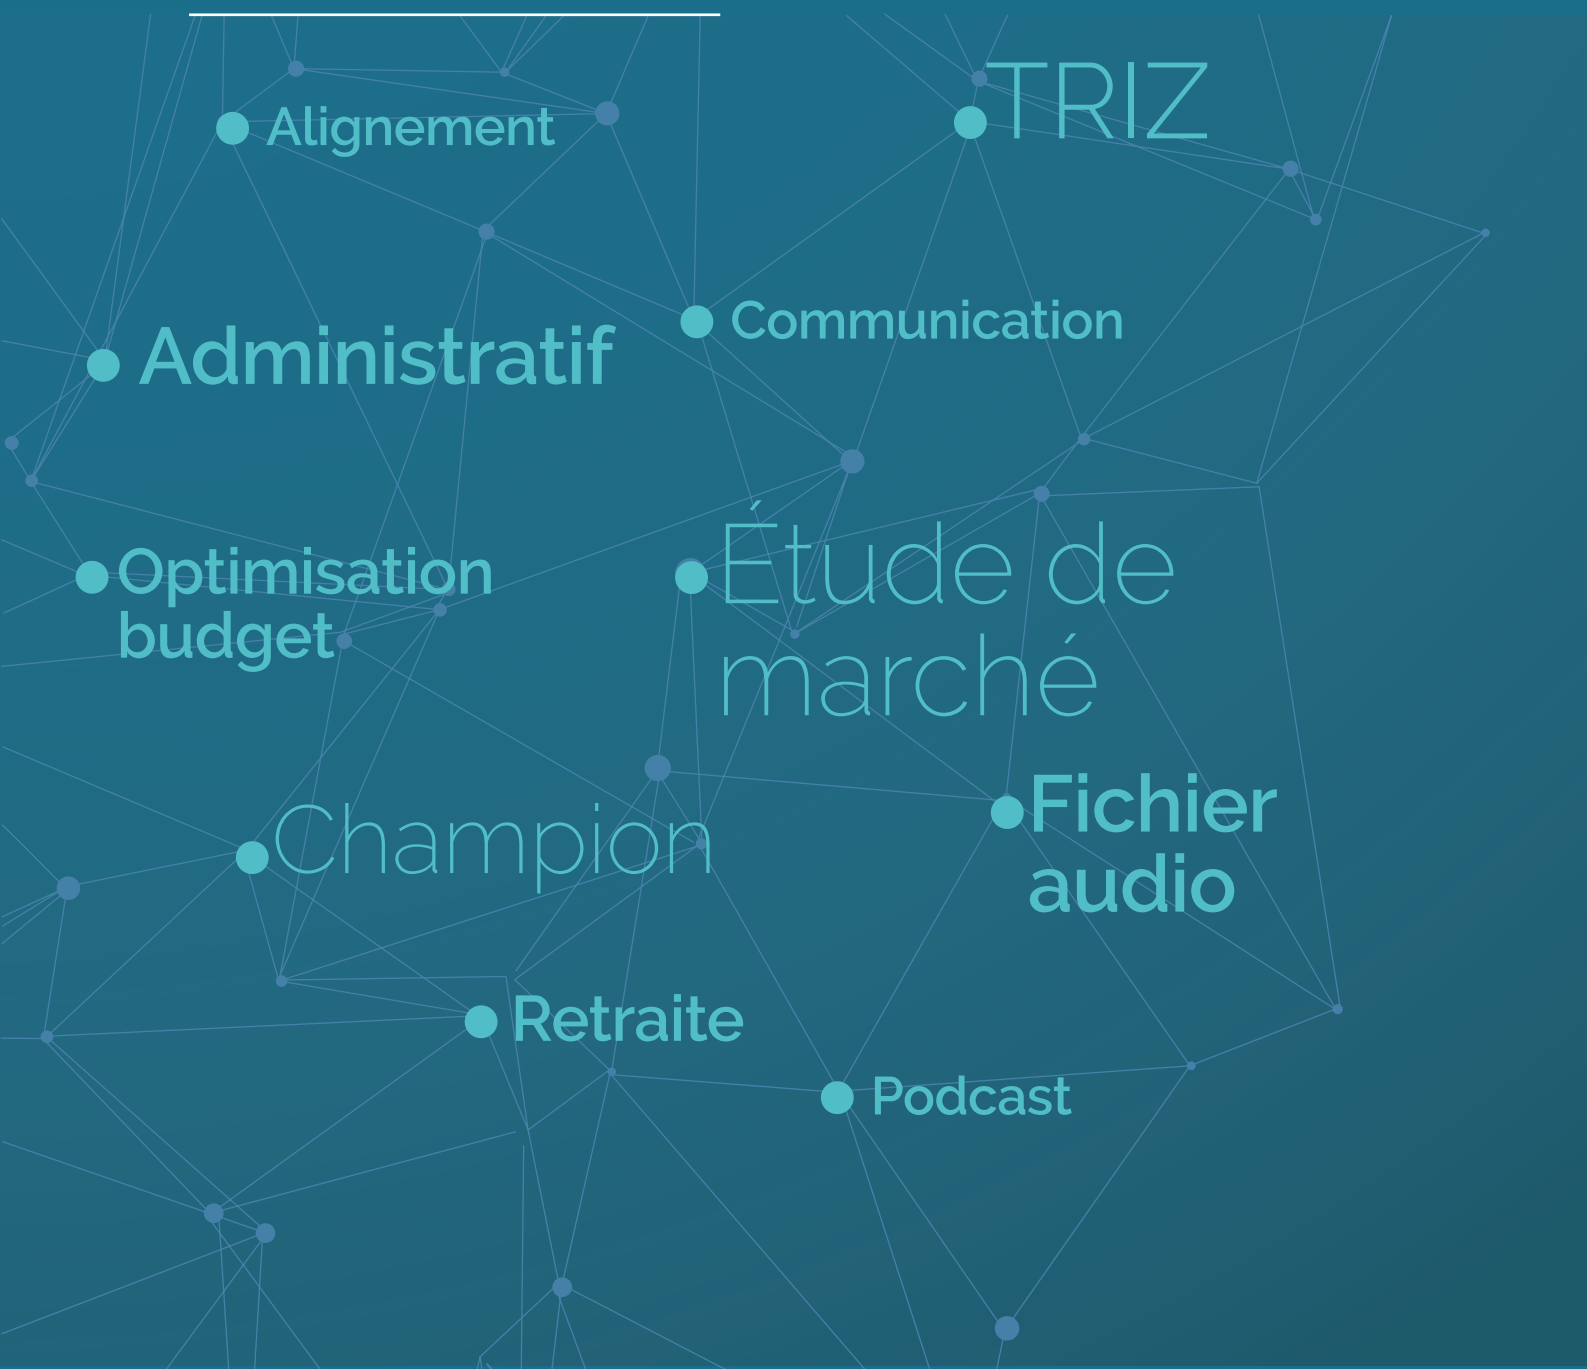 TRIZ
Alignement
Communication
Administratif
Étude de
marché
Optimisation
budget
Fichier
audio
Champion
Retraite
Podcast